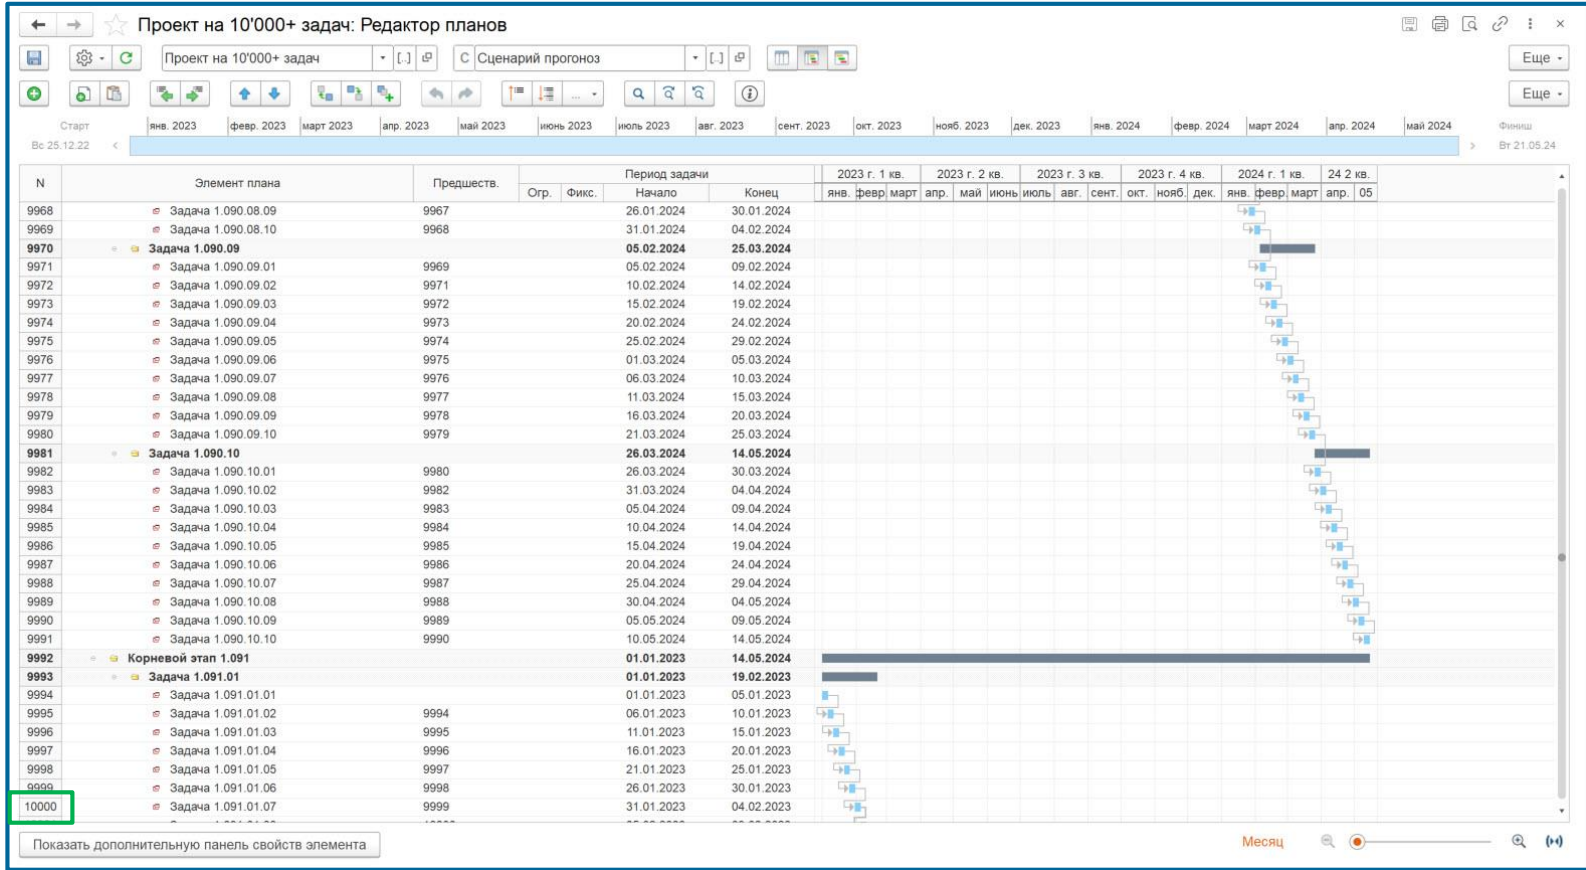 Проект на 10'000+ задач: Редактор планов
Проект на 10'000+ задач С Сценарий прогоноз Еще
Еще
Старт янв. 2023 февр. 2023 март 2023 апр. 2023 май 2023 июнь 2023 июль 2023 авг. 2023 сент. 2023 окт. 2023 нояб. 2023 дек. 2023 янв. 2024 февр. 2024 март 2024 апр. 2024 май 2024 Финиш
Вс 25.12.22 Вт 21.05.24
N Элемент плана Предшеств. Период задачи 2023 г. 1 кв. 2023 г. 2 кв. 2023 г. 3 кв. 2023 г. 4 кв. 2024 г. 1 кв. 24 2 кв.
Огр. Фикс. Начало Конец янв. февр март апр. май июнь июль авг. сент. окт. нояб. дек. янв. февр. март апр. 05
9968 Задача 1.090.08.09 9967 26.01.2024 30.01.2024
9969 Задача 1.090.08.10 9968 31.01.2024 04.02.2024
9970 Задача 1.090.09 05.02.2024 25.03.2024
9971 Задача 1.090.09.01 9969 05.02.2024 09.02.2024
9972 Задача 1.090.09.02 9971 10.02.2024 14.02.2024
9973 Задача 1.090.09.03 9972 15.02.2024 19.02.2024
9974 Задача 1.090.09.04 9973 20.02.2024 24.02.2024
9975 Задача 1.090.09.05 9974 25.02.2024 29.02.2024
9976 Задача 1.090.09.06 9975 01.03.2024 05.03.2024
9977 Задача 1.090.09.07 9976 06.03.2024 10.03.2024
9978 Задача 1.090.09.08 9977 11.03.2024 15.03.2024
9979 Задача 1.090.09.09 9978 16.03.2024 20.03.2024
9980 Задача 1.090.09.10 9979 21.03.2024 25.03.2024
9981 Задача 1.090.10 26.03.2024 14.05.2024
9982 Задача 1.090.10.01 9980 26.03.2024 30.03.2024
9983 Задача 1.090.10.02 9982 31.03.2024 04.04.2024
9984 Задача 1.090.10.03 9983 05.04.2024 09.04.2024
9985 Задача 1.090.10.04 9984 10.04.2024 14.04.2024
9986 Задача 1.090.10.05 9985 15.04.2024 19.04.2024
9987 Задача 1.090.10.06 9986 20.04.2024 24.04.2024
9988 Задача 1.090.10.07 9987 25.04.2024 29.04.2024
9989 Задача 1.090.10.08 9988 30.04.2024 04.05.2024
9990 Задача 1.090.10.09 9989 05.05.2024 09.05.2024
9991 Задача 1.090.10.10 9990 10.05.2024 14.05.2024
9992 Корневой этап 1.091 01.01.2023 14.05.2024
9993 Задача 1.091.01 01.01.2023 19.02.2023
9994 Задача 1.091.01.01 01.01.2023 05.01.2023
9995 Задача 1.091.01.02 9994 06.01.2023 10.01.2023
9996 Задача 1.091.01.03 9995 11.01.2023 15.01.2023
9997 Задача 1.091.01.04 9996 16.01.2023 20.01.2023
9998 Задача 1.091.01.05 9997 21.01.2023 25.01.2023
9999 Задача 1.091.01.06 9998 26.01.2023 30.01.2023
10000 Задача 1.091.01.07 9999 31.01.2023 04.02.2023
Показать дополнительную панель свойств элемента Месяц